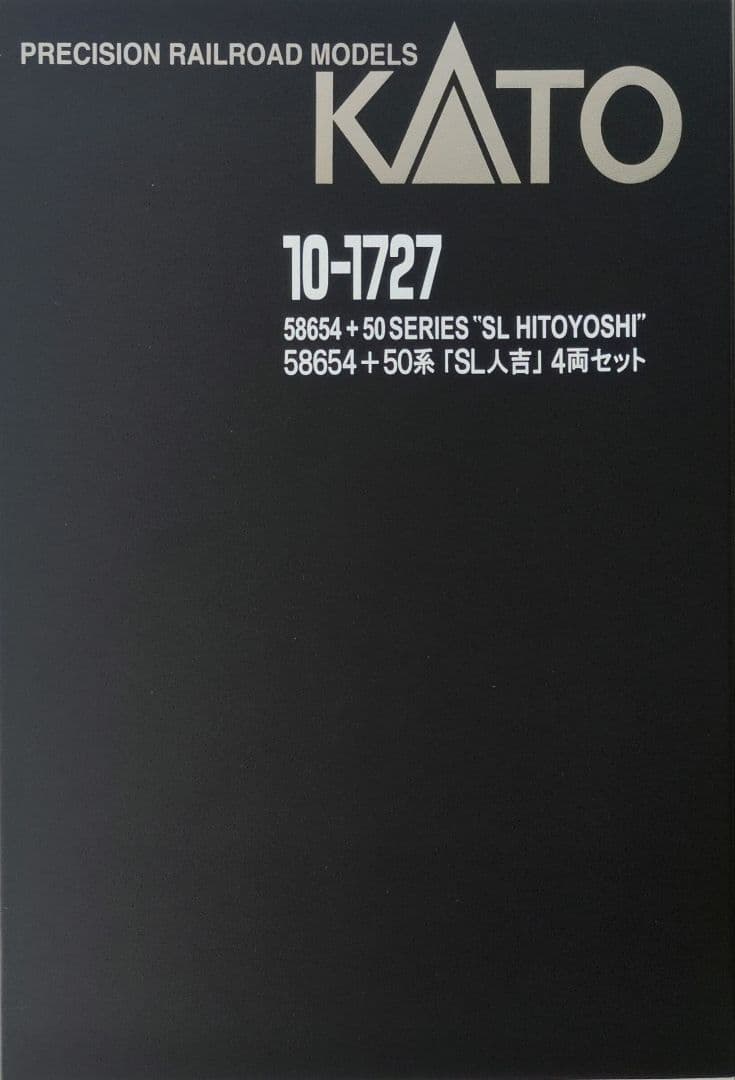 PRECISION RAILROAD MODELS
KATO
10-1727
58654+50 SERIES "SL HITOYOSHI"
58654+50系「SL人吉」4両セット